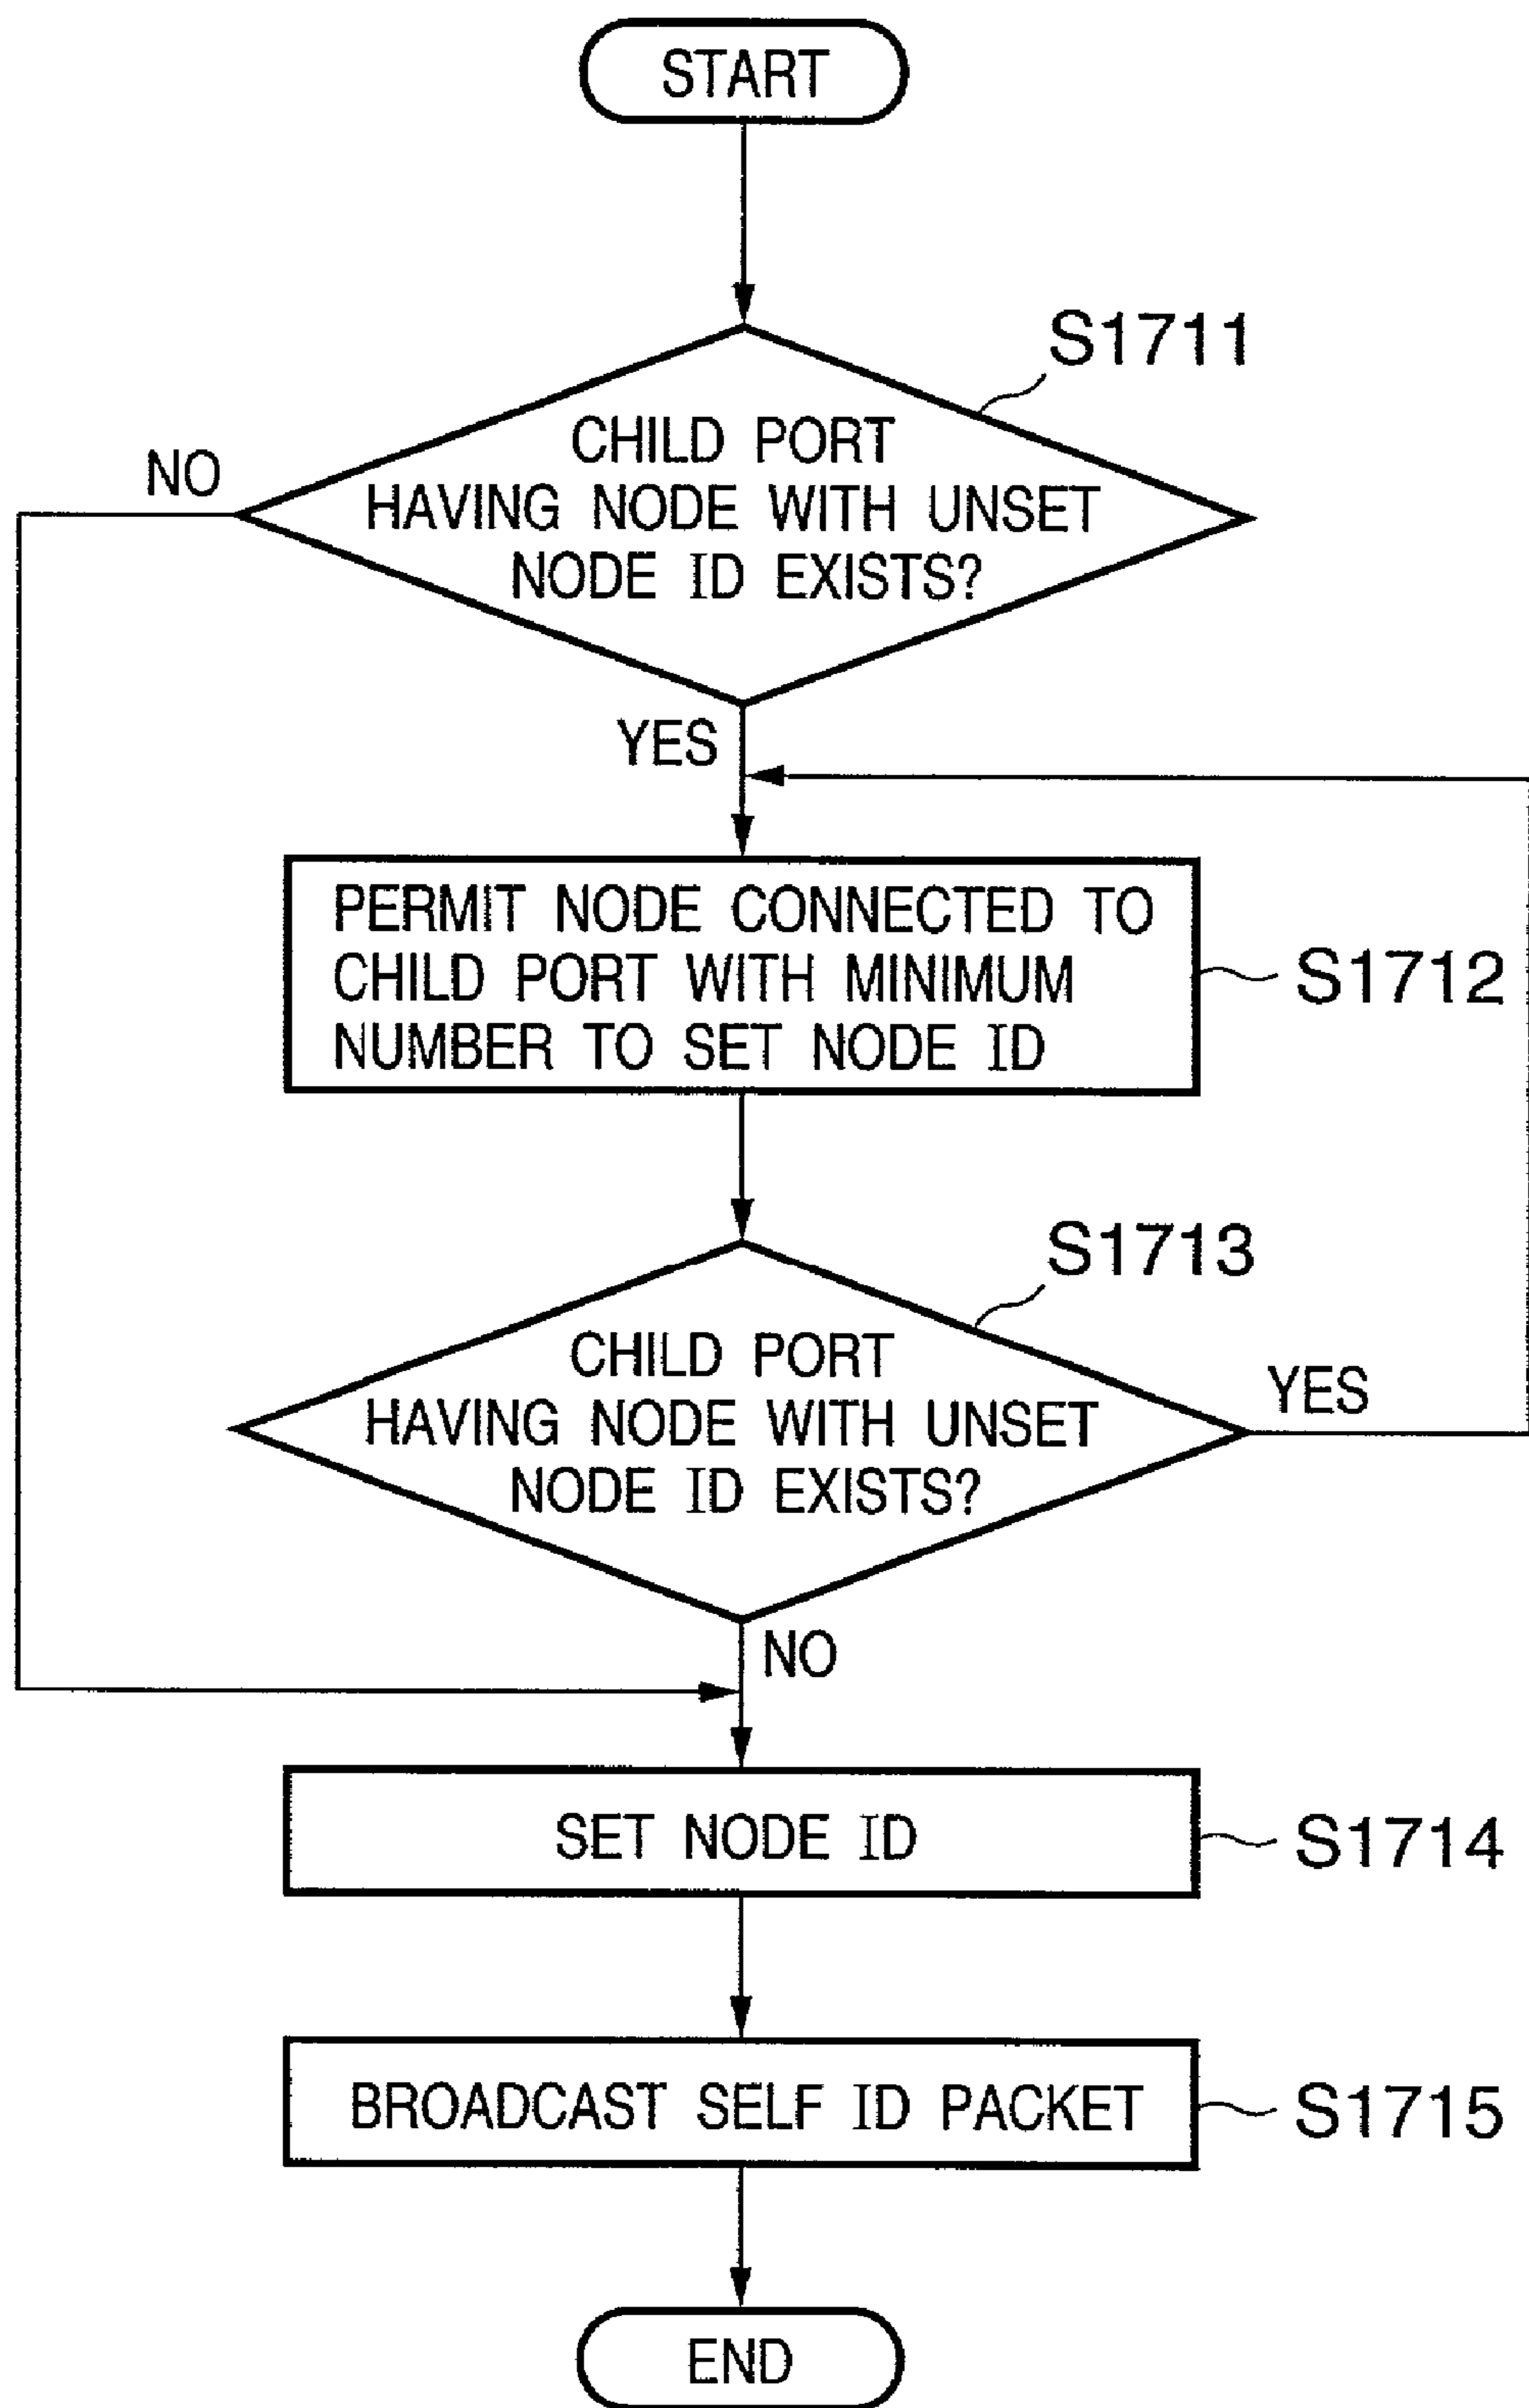 START
S1711
CHILD PORT
HAVING NODE WITH UNSET
NODE ID EXISTS?
NO
YES
PERMIT NODE CONNECTED TO
CHILD PORT WITH MINIMUM
NUMBER TO SET NODE ID
S1712
S1713
CHILD PORT
HAVING NODE WITH UNSET
NODE ID EXISTS?
YES
NO
SET NODE ID
S1714
BROADCAST SELF ID PACKET
S1715
END